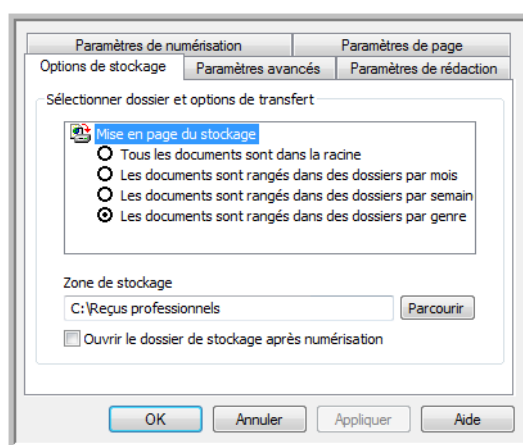 Paramètres de numérisation
Paramètres de page
Options de stockage
Paramètres avancés
Paramètres de rédaction
Sélectionner dossier et options de transfert
Mise en page du stockage
Tous les documents sont dans la racine
Les documents sont rangés dans des dossiers par mois
Les documents sont rangés dans des dossiers par semain
Les documents sont rangés dans des dossiers par genre
Zone de stockage
C:\Reçus professionnels
Parcourir
Ouvrir le dossier de stockage après numérisation
OK
Annuler
Appliquer
Aide